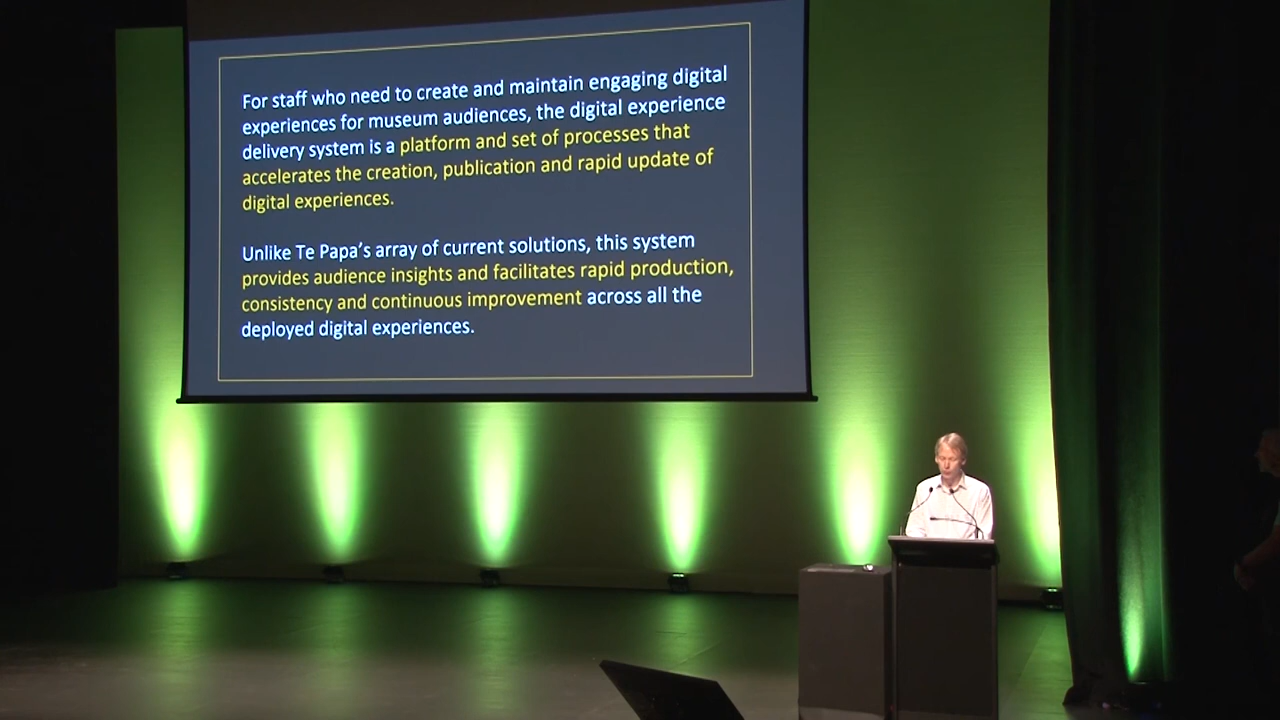 For staff who need to create and maintain engaging digital
experiences for museum audiences, the digital experience
delivery system is a platform and set of processes that
accelerates the creation, publication and rapid update of
digital experiences.
Unlike Te Papa's array of current solutions, this system
provides audience insights and facilitates rapid production,
consistency and continuous improvement across all the
deployed digital experiences.